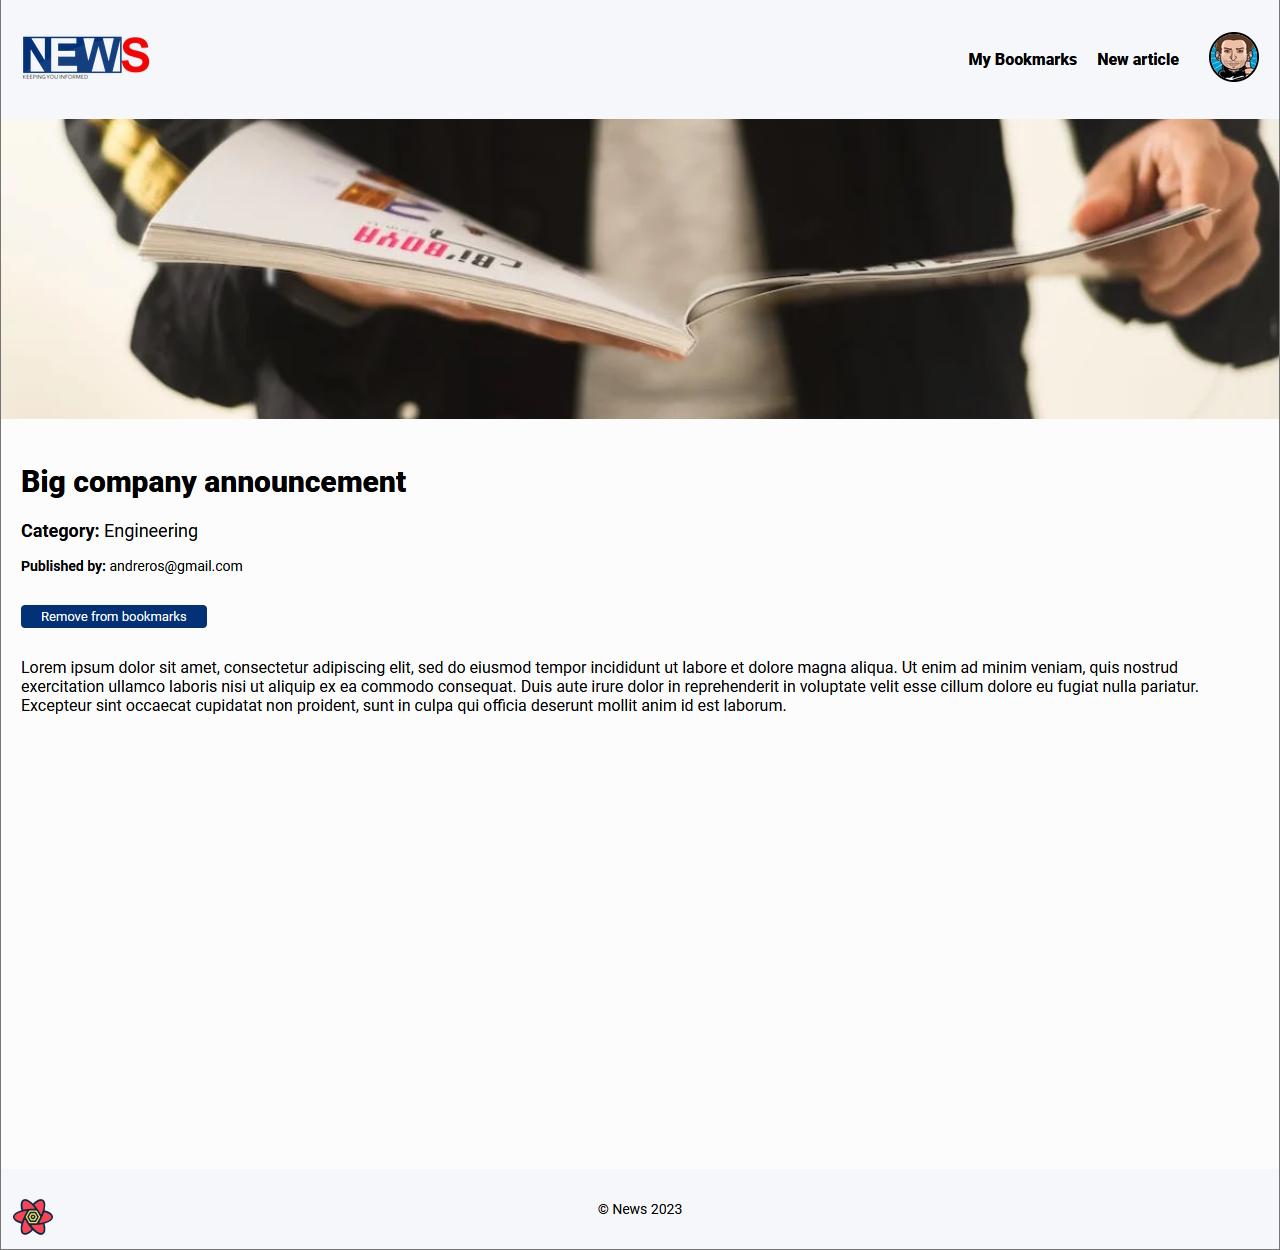 NEWS
KEEPING YOU INFORMED
My Bookmarks
New article
Big company announcement
Category: Engineering
Published by: andreros@gmail.com
Remove from bookmarks
Lorem ipsum dolor sit amet, consectetur adipiscing elit, sed do eiusmod tempor incididunt ut labore et dolore magna aliqua. Ut enim ad minim veniam, quis nostrud
exercitation ullamco laboris nisi ut aliquip ex ea commodo consequat. Duis aute irure dolor in reprehenderit in voluptate velit esse cillum dolore eu fugiat nulla pariatur.
Excepteur sint occaecat cupidatat non proident, sunt in culpa qui officia deserunt mollit anim id est laborum.
© News 2023